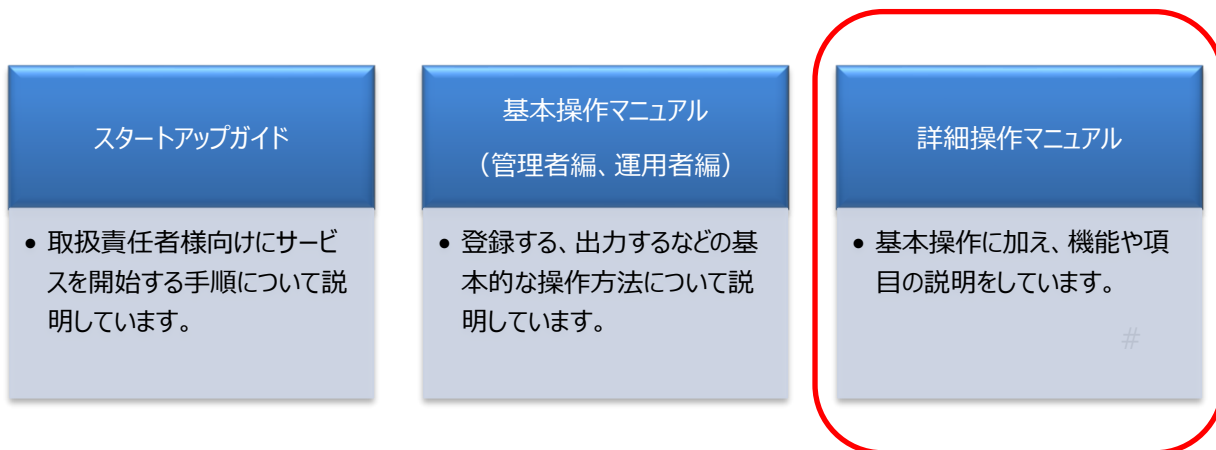 スタートアップガイド
• 取扱責任者様向けにサービ
スを開始する手順について説
明しています。
基本操作マニュアル
（管理者編、運用者編）
• 登録する、出力するなどの基
本的な操作方法について説
明しています。
詳細操作マニュアル
• 基本操作に加え、機能や項
目の説明をしています。
#